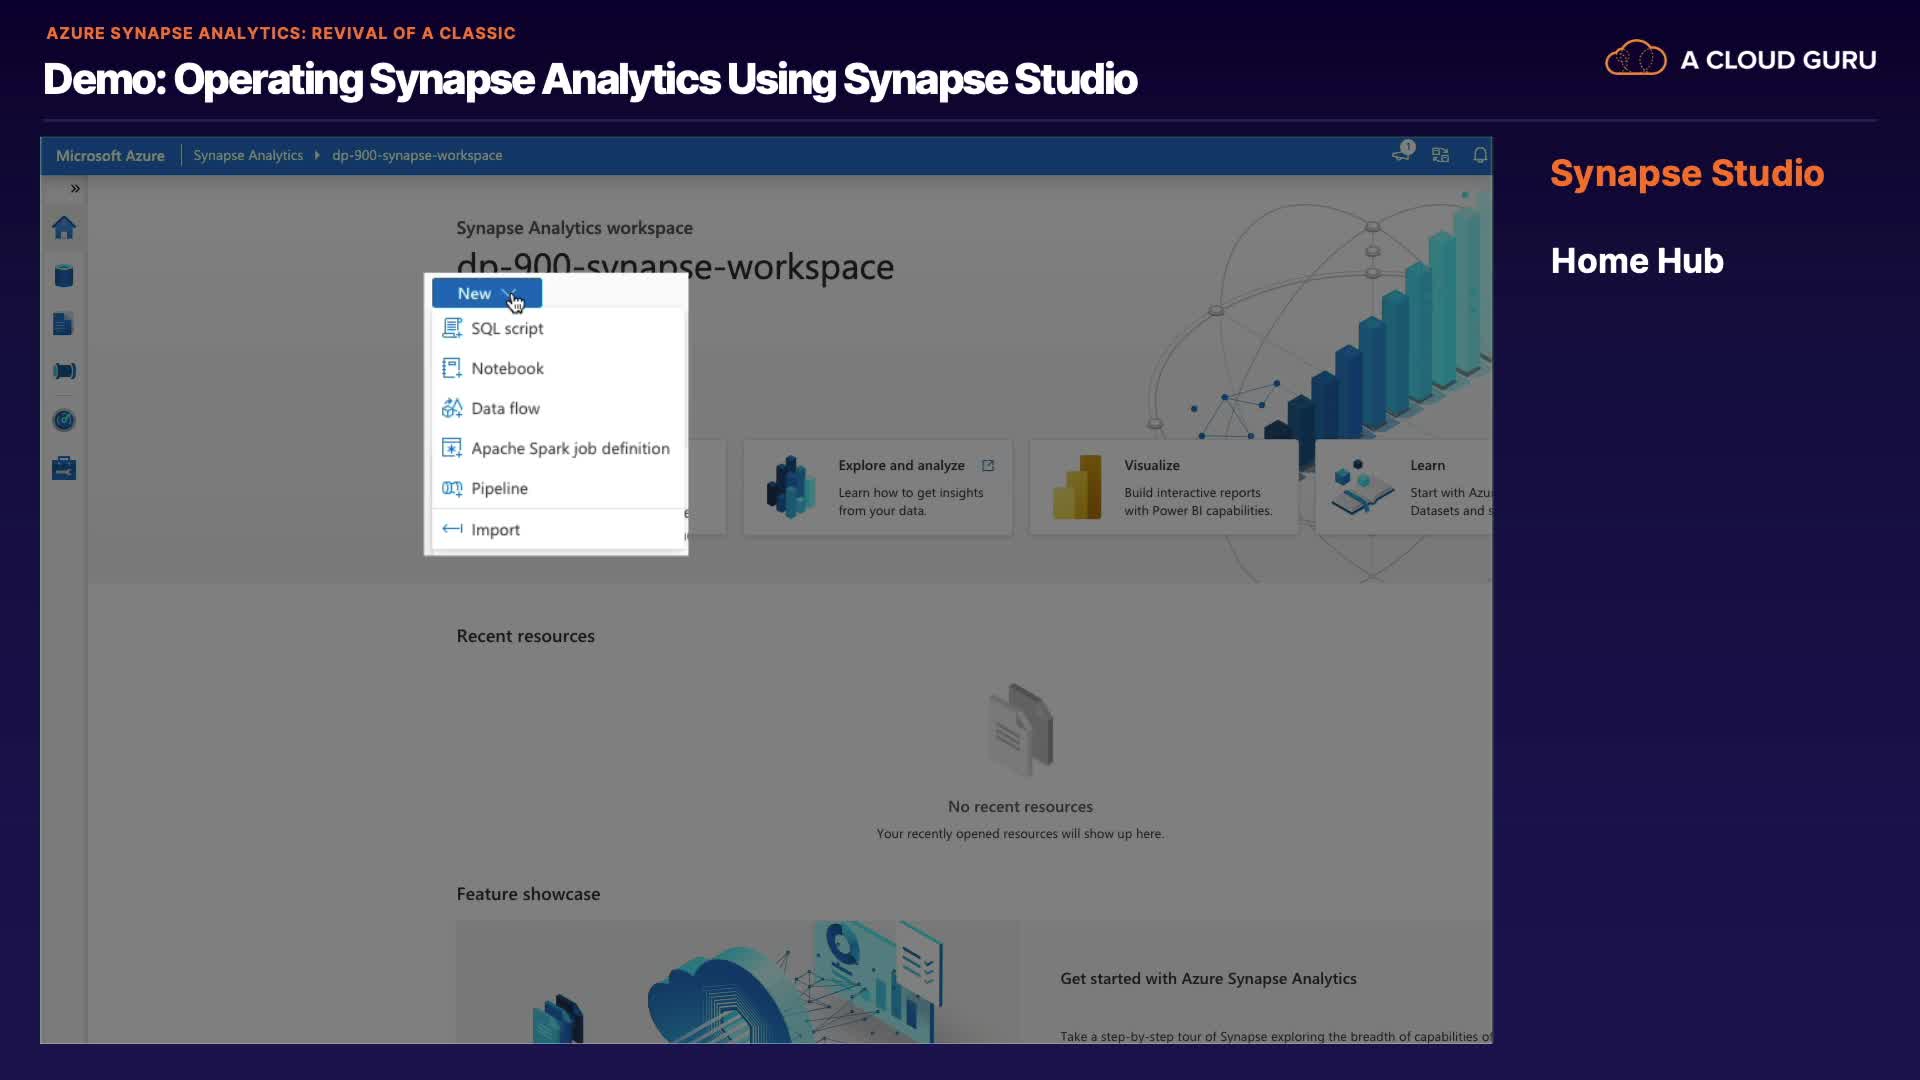 AZURE SYNAPSE ANALYTICS: REVIVAL OF A CLASSIC
Demo: Operating Synapse Analytics Using Synapse Studio
A CLOUD GURU
Microsoft Azure
Synapse Analytics
dp-900-synapse-workspace
1
Synapse Studio
Home Hub
Synapse Analytics workspace
dp-900-synapse-workspace
New
SQL script
Notebook
Data flow
Apache Spark job definition
Pipeline
Import
Explore and analyze
Learn how to get insights
from your data.
Visualize
Build interactive reports
with Power BI capabilities.
Learn
Start with Azu
Datasets and s
Recent resources
No recent resources
Your recently opened resources will show up here.
Feature showcase
Get started with Azure Synapse Analytics
Take a step-by-step tour of Synapse exploring the breadth of capabilities of